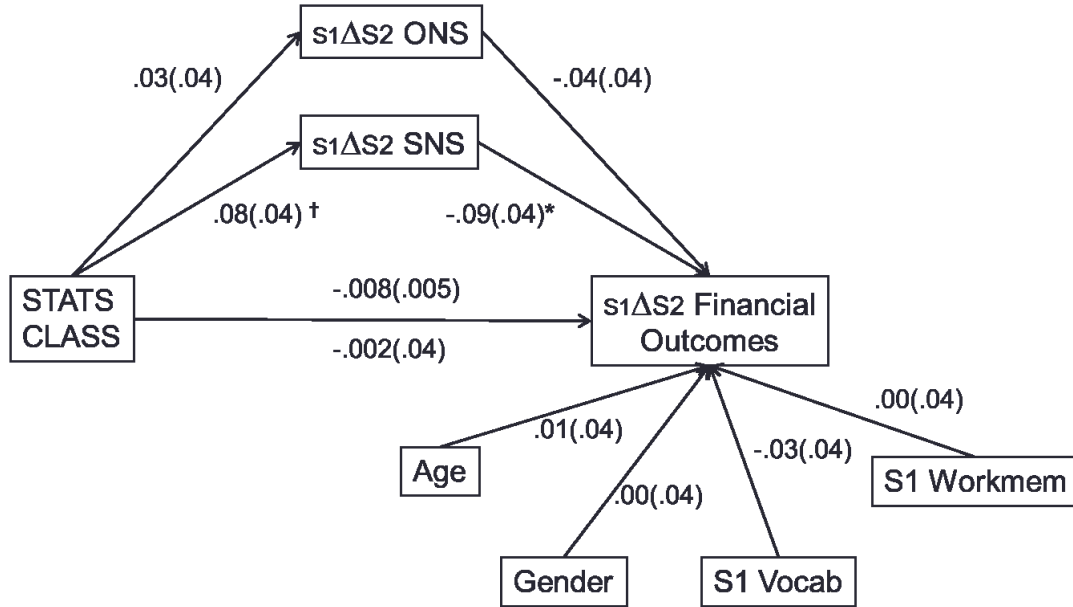 S1ΔS2 ONS
.03(.04)
-.04(.04)
S1ΔS2 SNS
.08(.04) †
-.09(.04)*
STATS
CLASS
-.008(.005)
-.002(.04)
S1ΔS2 Financial
Outcomes
.01(.04)
.00(.04)
-.03(.04)
.00(.04)
Age
S1 Workmem
Gender
S1 Vocab